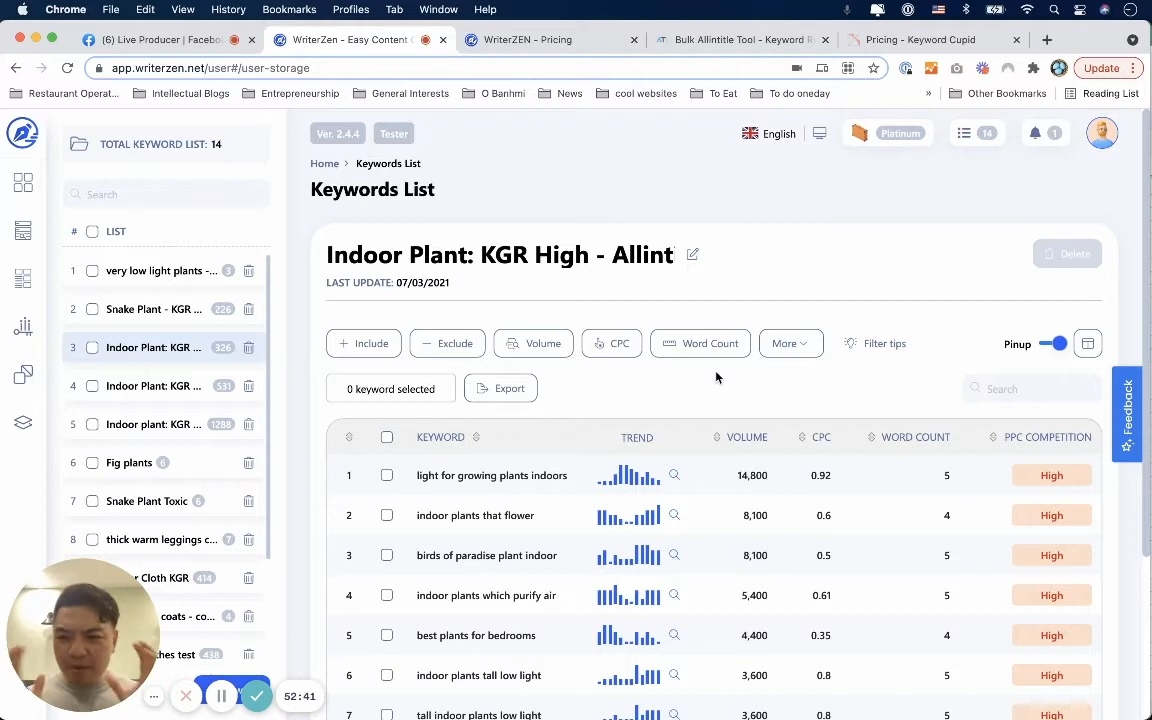 Chrome File Edit View History Bookmarks Profiles Tab Window Help
(6) Live Producer | Facebo
WriterZEN - Easy Content
WriterZEN - Pricing
Bulk Allintitle Tool - Keyword R
Pricing - Keyword Cupid
app.writerzen.net/user#/user-storage
Update
Restaurant Operat... Intellectual Blogs Entrepreneurship General Interests O Banhmi News cool websites To Eat To do oneday » Other Bookmarks Reading List
TOTAL KEYWORD LIST: 14
Ver. 2.4.4 Tester
English Platinum 14 1
Home > Keywords List
Keywords List
Search
# LIST
1 very low light plants -... 3
2 Snake Plant - KGR ... 226
3 Indoor Plant: KGR ... 326
4 Indoor Plant: KGR ... 531
5 Indoor plant: KGR ... 1288
6 Fig plants 6
7 Snake Plant Toxic 6
8 thick warm leggings c... 7
Cloth KGR 414
coats - co... 4
hes test 438
52:41
Indoor Plant: KGR High - Allint
Delete
LAST UPDATE: 07/03/2021
+ Include — Exclude Volume CPC Word Count More Filter tips Pinup
0 keyword selected Export Search
KEYWORD TREND VOLUME CPC WORD COUNT PPC COMPETITION
1 light for growing plants indoors 14,800 0.92 5 High
2 indoor plants that flower 8,100 0.6 4 High
3 birds of paradise plant indoor 8,100 0.5 5 High
4 indoor plants which purify air 5,400 0.61 5 High
5 best plants for bedrooms 4,400 0.35 4 High
6 indoor plants tall low light 3,600 0.8 5 High
7 tall indoor plants low light 3,600 0.8 5 High
Feedback